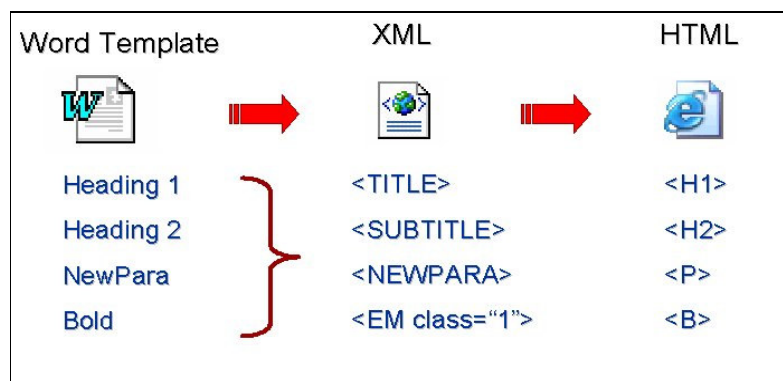 Word Template XML HTML
W
<>
e
Heading 1 <TITLE> <H1>
Heading 2 <SUBTITLE> <H2>
NewPara <NEWPARA> <P>
Bold <EM class=“1”> <B>